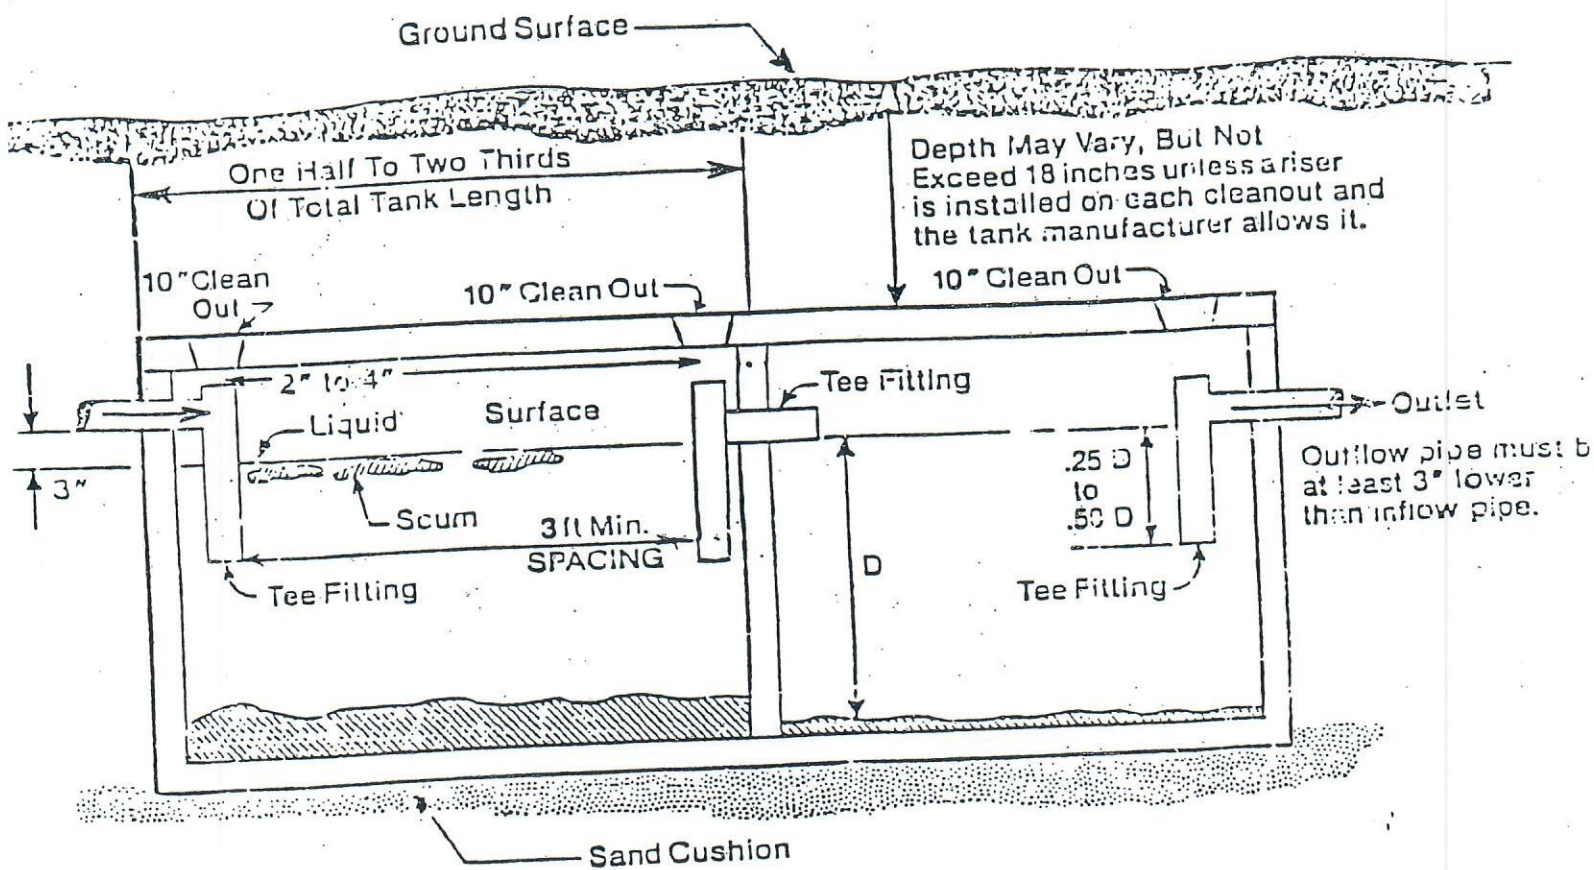 Ground Surface
One Half To Two Thirds
Of Total Tank Length
Depth May Vary, But Not
Exceed 18 inches unless a riser
is installed on each cleanout and
the tank manufacturer allows it.
10" Clean
Out
10" Clean Out
10" Clean Out
2" to 4"
Tee Fitting
Liquid
Surface
Outlet
3"
Scum
3 ft Min.
SPACING
.25 D
to
.50 D
Outflow pipe must b
at least 3" lower
than inflow pipe.
D
Tee Fitting
Tee Fitting
Sand Cushion